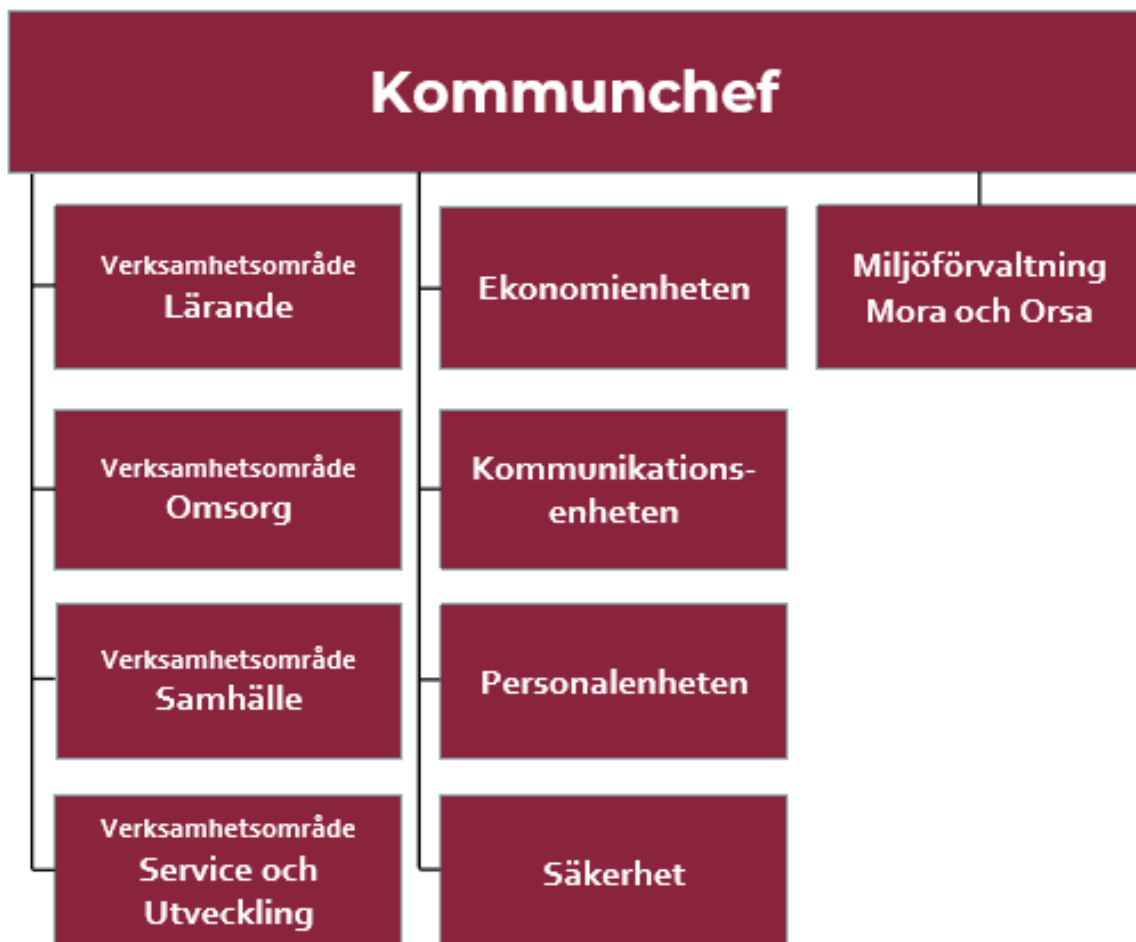 Kommunchef
Verksamhetsområde
Lärande
Verksamhetsområde
Omsorg
Verksamhetsområde
Samhälle
Verksamhetsområde
Service och
Utveckling
Ekonomienheten
Kommunikations-
enheten
Personalenheten
Säkerhet
Miljöförvaltning
Mora och Orsa